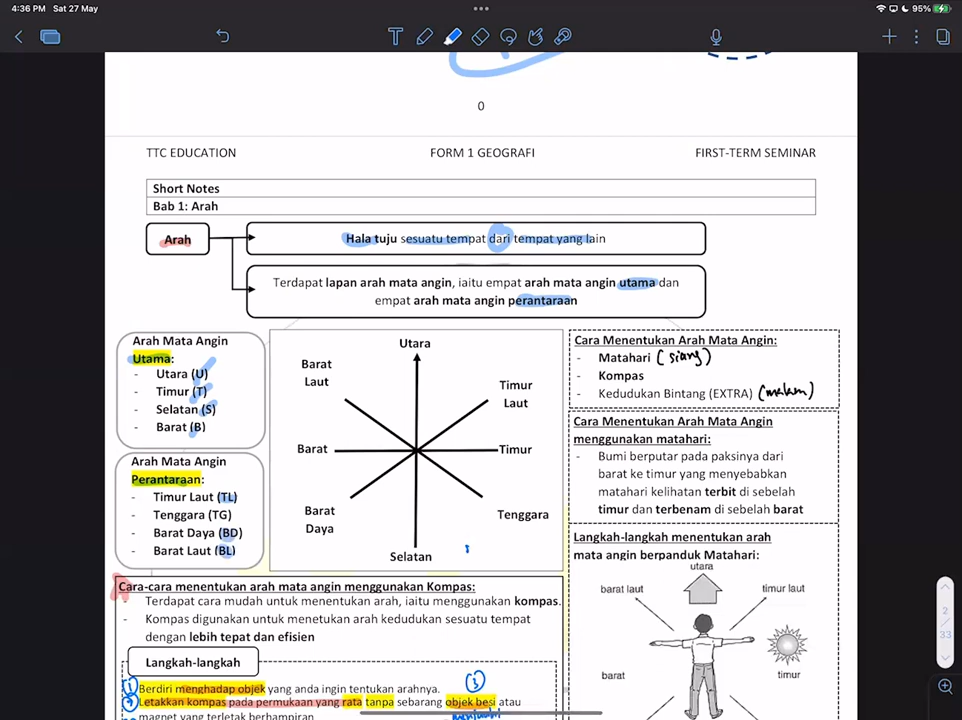 4:36 PM Sat 27 May
95%
0
TTC EDUCATION FORM 1 GEOGRAFI FIRST-TERM SEMINAR
Short Notes
Bab 1: Arah
Arah
Hala tuju sesuatu tempat dari tempat yang lain
Terdapat lapan arah mata angin, iaitu empat arah mata angin utama dan
empat arah mata angin perantaraan
Arah Mata Angin
Utama:
- Utara (U)
- Timur (T)
- Selatan (S)
- Barat (B)
Arah Mata Angin
Perantaraan:
- Timur Laut (TL)
- Tenggara (TG)
- Barat Daya (BD)
- Barat Laut (BL)
Utara
Barat
Laut
Timur
Laut
Barat
Timur
Barat
Daya
Tenggara
Selatan
Cara Menentukan Arah Mata Angin:
- Matahari (siang)
- Kompas
- Kedudukan Bintang (EXTRA) (malam)
Cara Menentukan Arah Mata Angin
menggunakan matahari:
- Bumi berputar pada paksinya dari
barat ke timur yang menyebabkan
matahari kelihatan terbit di sebelah
timur dan terbenam di sebelah barat
Langkah-langkah menentukan arah
mata angin berpanduk Matahari:
utara
barat laut
timur laut
barat
timur
Cara-cara menentukan arah mata angin menggunakan Kompas:
- Terdapat cara mudah untuk menentukan arah, iaitu menggunakan kompas.
- Kompas digunakan untuk menetukan arah kedudukan sesuatu tempat
dengan lebih tepat dan efisien
Langkah-langkah
Berdiri menghadap objek yang anda ingin tentukan arahnya.
Letakkan kompas pada permukaan yang rata tanpa sebarang objek besi atau
magnet yang terletak berhampiran
2
/
33